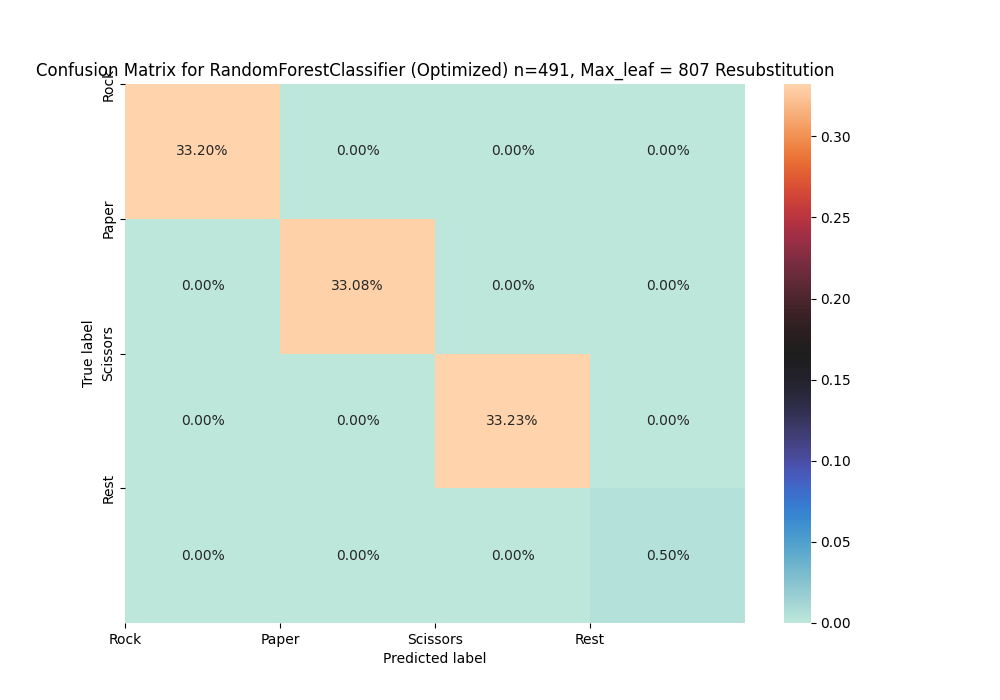 Confusion Matrix for RandomForestClassifier (Optimized) n=491, Max_leaf = 807 Resubstitution
True label
Rock
Paper
Scissors
Rest
33.20% 0.00% 0.00% 0.00%
0.00% 33.08% 0.00% 0.00%
0.00% 0.00% 33.23% 0.00%
0.00% 0.00% 0.00% 0.50%
Rock Paper Scissors Rest
Predicted label
0.30
0.25
0.20
0.15
0.10
0.05
0.00